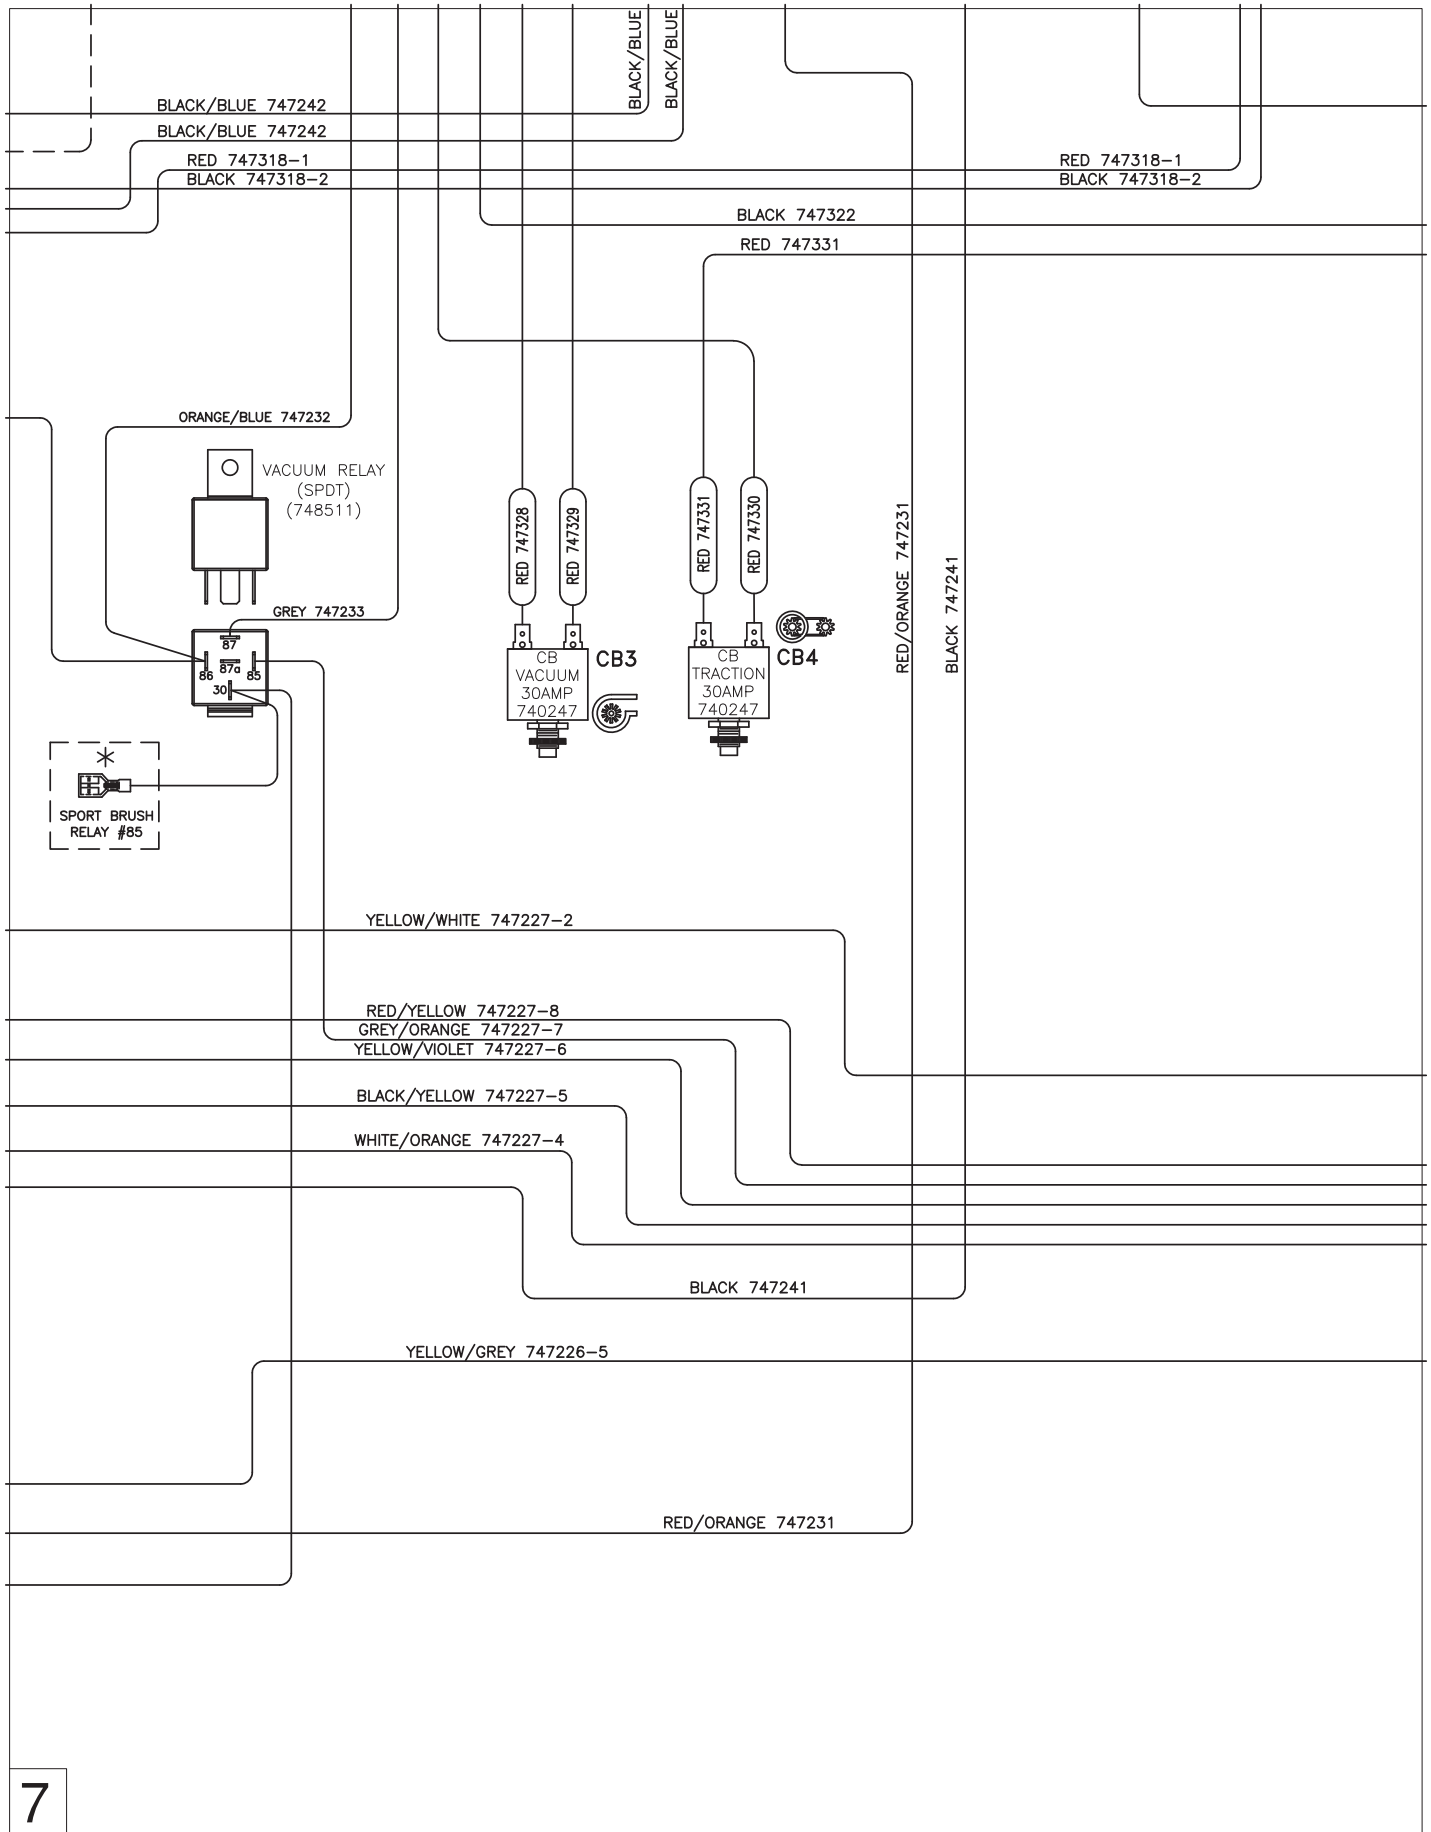 BLACK/BLUE
BLACK/BLUE
BLACK/BLUE 747242
BLACK/BLUE 747242
RED 747318-1
RED 747318-1
BLACK 747318-2
BLACK 747318-2
BLACK 747322
RED 747331
ORANGE/BLUE 747232
VACUUM RELAY
(SPDT)
(748511)
RED 747328
RED 747329
RED 747331
RED 747330
RED/ORANGE 747231
BLACK 747241
GREY 747233
87
87a
86
85
30
CB
VACUUM
30AMP
740247
CB3
CB
TRACTION
30AMP
740247
CB4
*
SPORT BRUSH
RELAY #85
YELLOW/WHITE 747227-2
RED/YELLOW 747227-8
GREY/ORANGE 747227-7
YELLOW/VIOLET 747227-6
BLACK/YELLOW 747227-5
WHITE/ORANGE 747227-4
BLACK 747241
YELLOW/GREY 747226-5
RED/ORANGE 747231
7